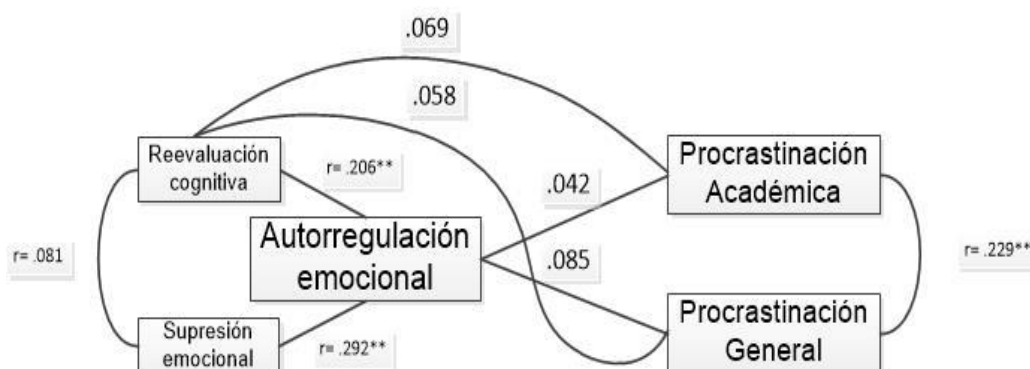 .069
.058
Reevaluación
cognitiva
r= .206**
Procrastinación
Académica
.042
Autorregulación
emocional
r= .081
.085
r= .229**
Supresión
emocional
r= .292**
Procrastinación
General